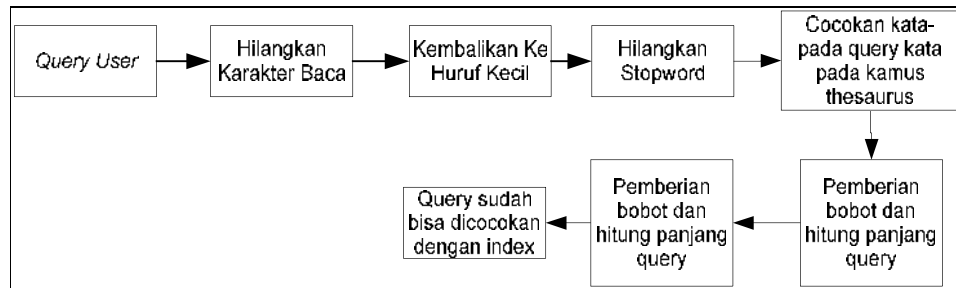 Query User
Hilangkan
Karakter Baca
Kembalikan Ke
Huruf Kecil
Hilangkan
Stopword
Cocokan kata-
pada query kata
pada kamus
thesaurus
Pemberian
bobot dan
hitung panjang
query
Pemberian
bobot dan
hitung panjang
query
Query sudah
bisa dicocokan
dengan index